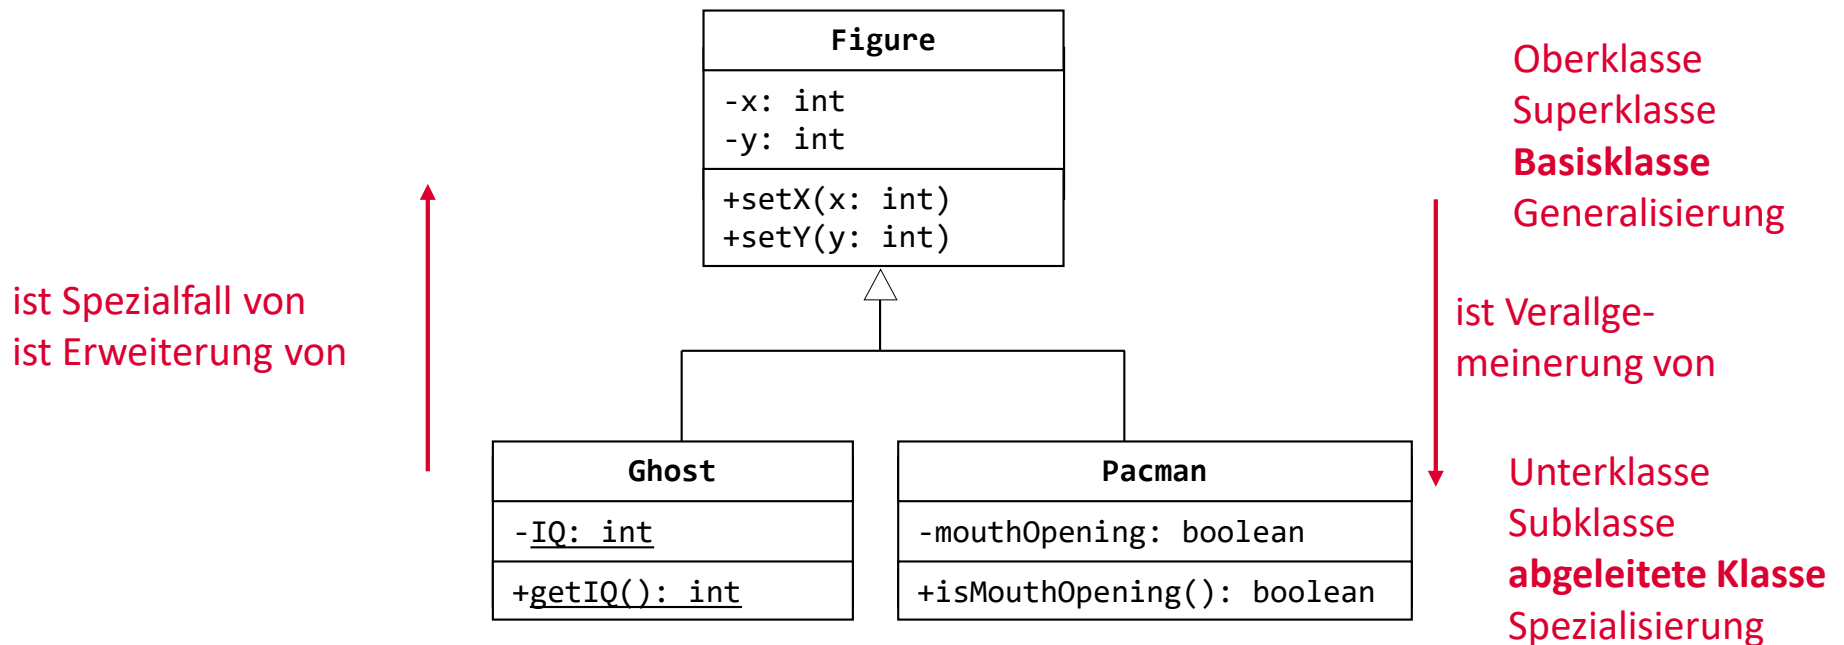 Figure
-x: int
-y: int
+setX(x: int)
+setY(y: int)
Oberklasse
Superklasse
Basisklasse
Generalisierung
ist Spezialfall von
ist Erweiterung von
ist Verallge-
meinerung von
Ghost
-IQ: int
+getIQ(): int
Pacman
-mouthOpening: boolean
+isMouthOpening(): boolean
Unterklasse
Subklasse
abgeleitete Klasse
Spezialisierung